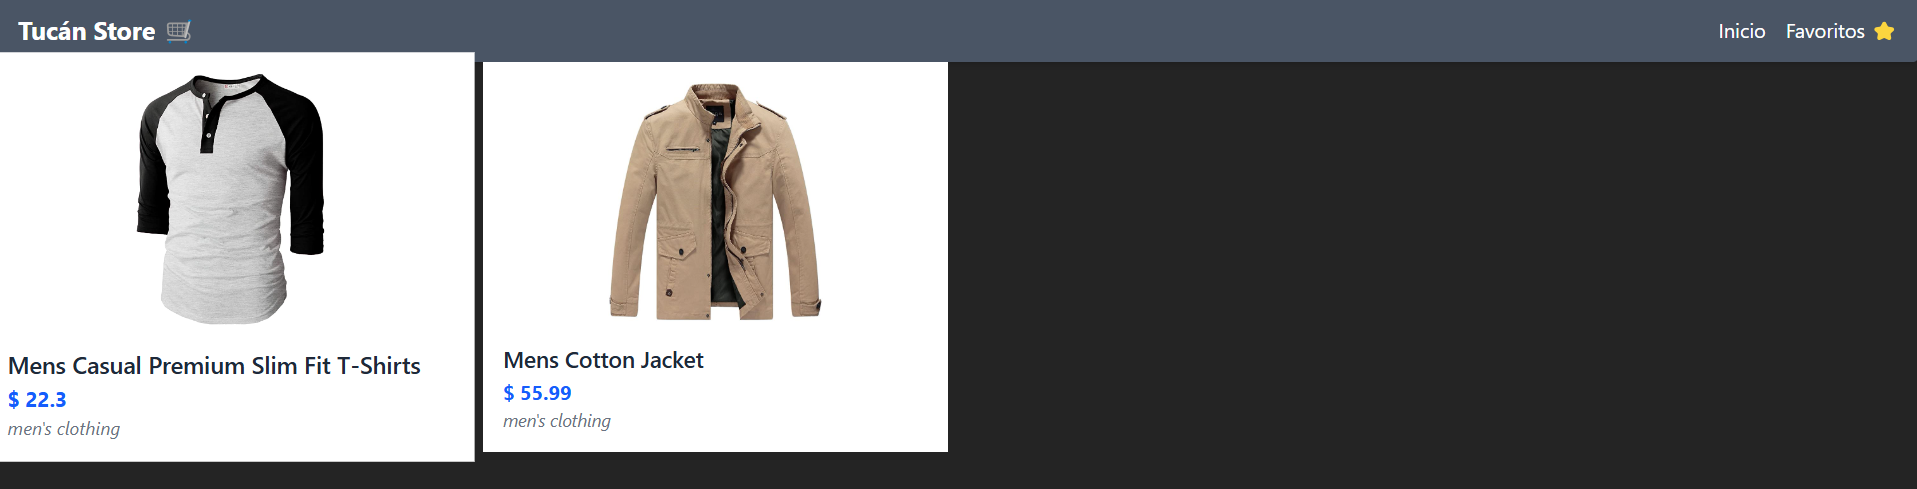 Tucán Store
Inicio Favoritos
Mens Casual Premium Slim Fit T-Shirts
$ 22.3
men's clothing
Mens Cotton Jacket
$ 55.99
men's clothing